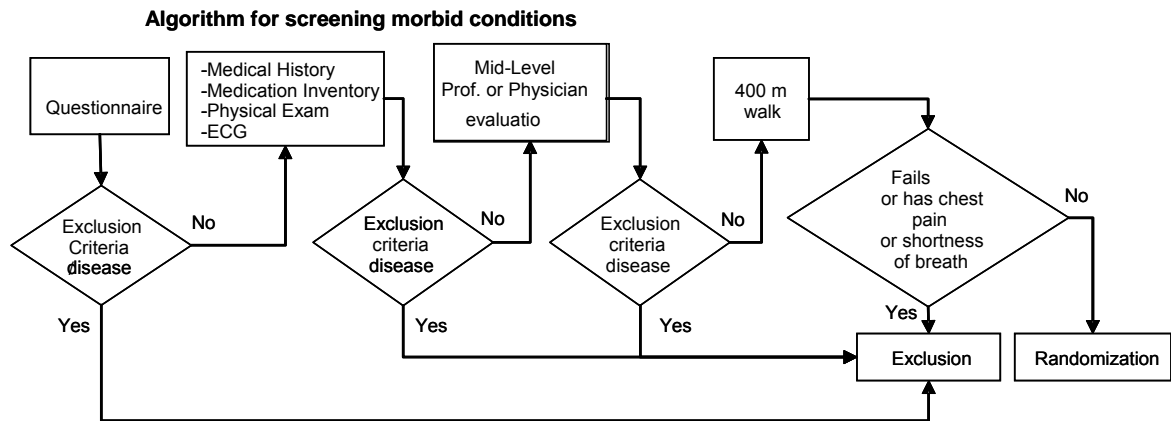 Algorithm for screening morbid conditions
Questionnaire
-Medical History
-Medication Inventory
-Physical Exam
-ECG
Mid-Level
Prof. or Physician
evaluatio
400 m
walk
Exclusion
Criteria
disease
No
Yes
Exclusion
criteria
disease
No
Yes
Exclusion
criteria
disease
No
Yes
Fails
or has chest
pain
or shortness
of breath
No
Yes
Exclusion
Randomization